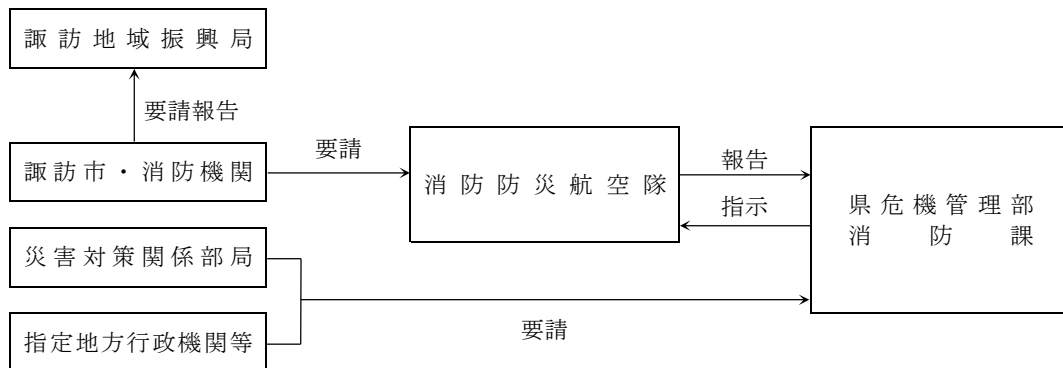 諏訪地域振興局
要請報告
諏訪市・消防機関
要請
消防防災航空隊
報告
指示
県危機管理部
消防課
災害対策関係部局
指定地方行政機関等
要請